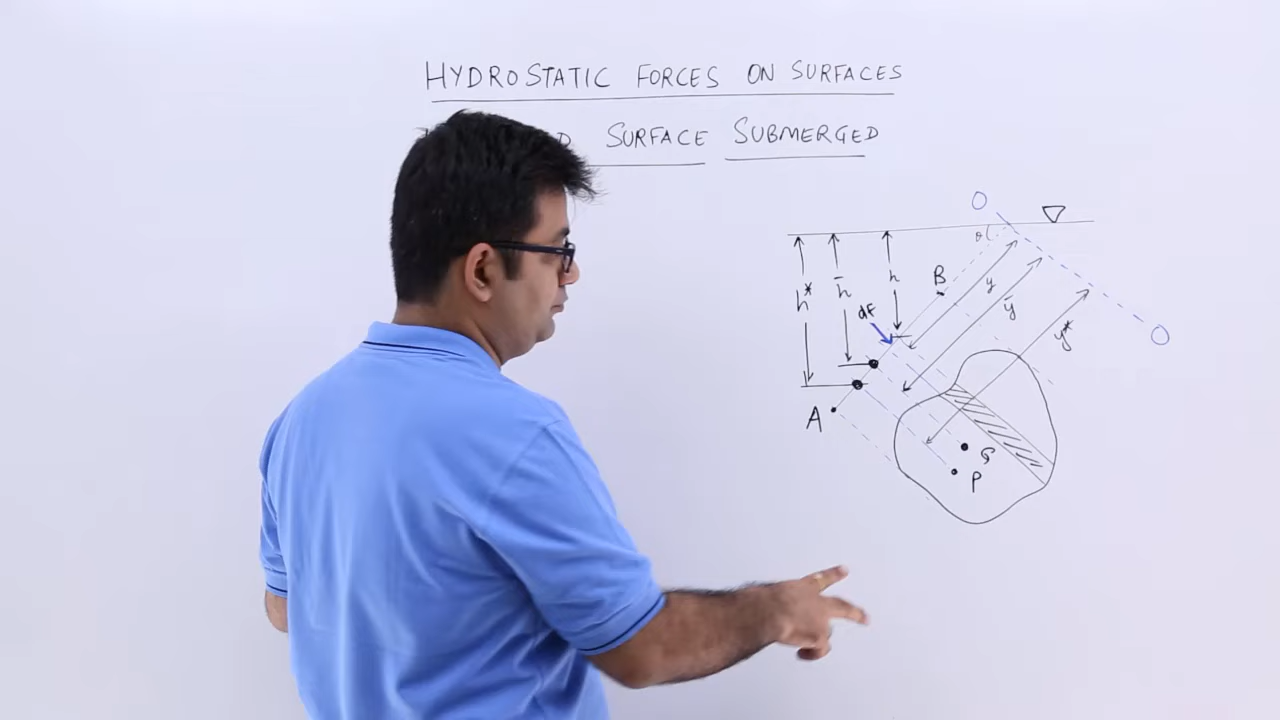 HYDROSTATIC FORCES ON SURFACES
SURFACE SUBMERGED
O
θ
h*
h̄
h
B
y
ȳ
dF
y*
O
A
G
P